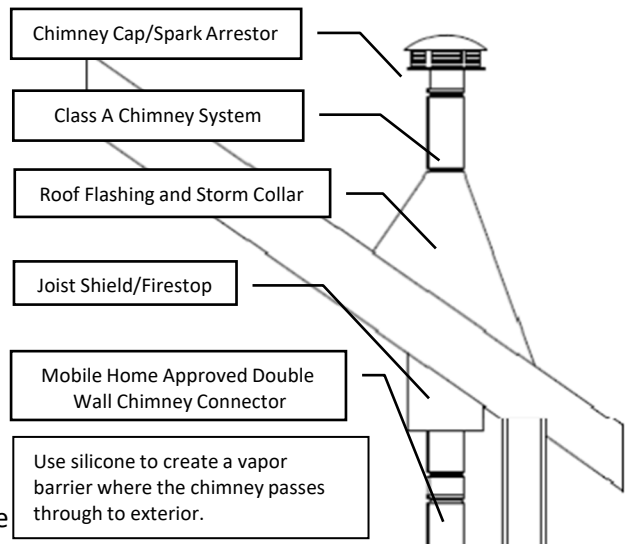 Chimney Cap/Spark Arrestor
Class A Chimney System
Roof Flashing and Storm Collar
Joist Shield/Firestop
Mobile Home Approved Double
Wall Chimney Connector
Use silicone to create a vapor
barrier where the chimney passes
through to exterior.
e